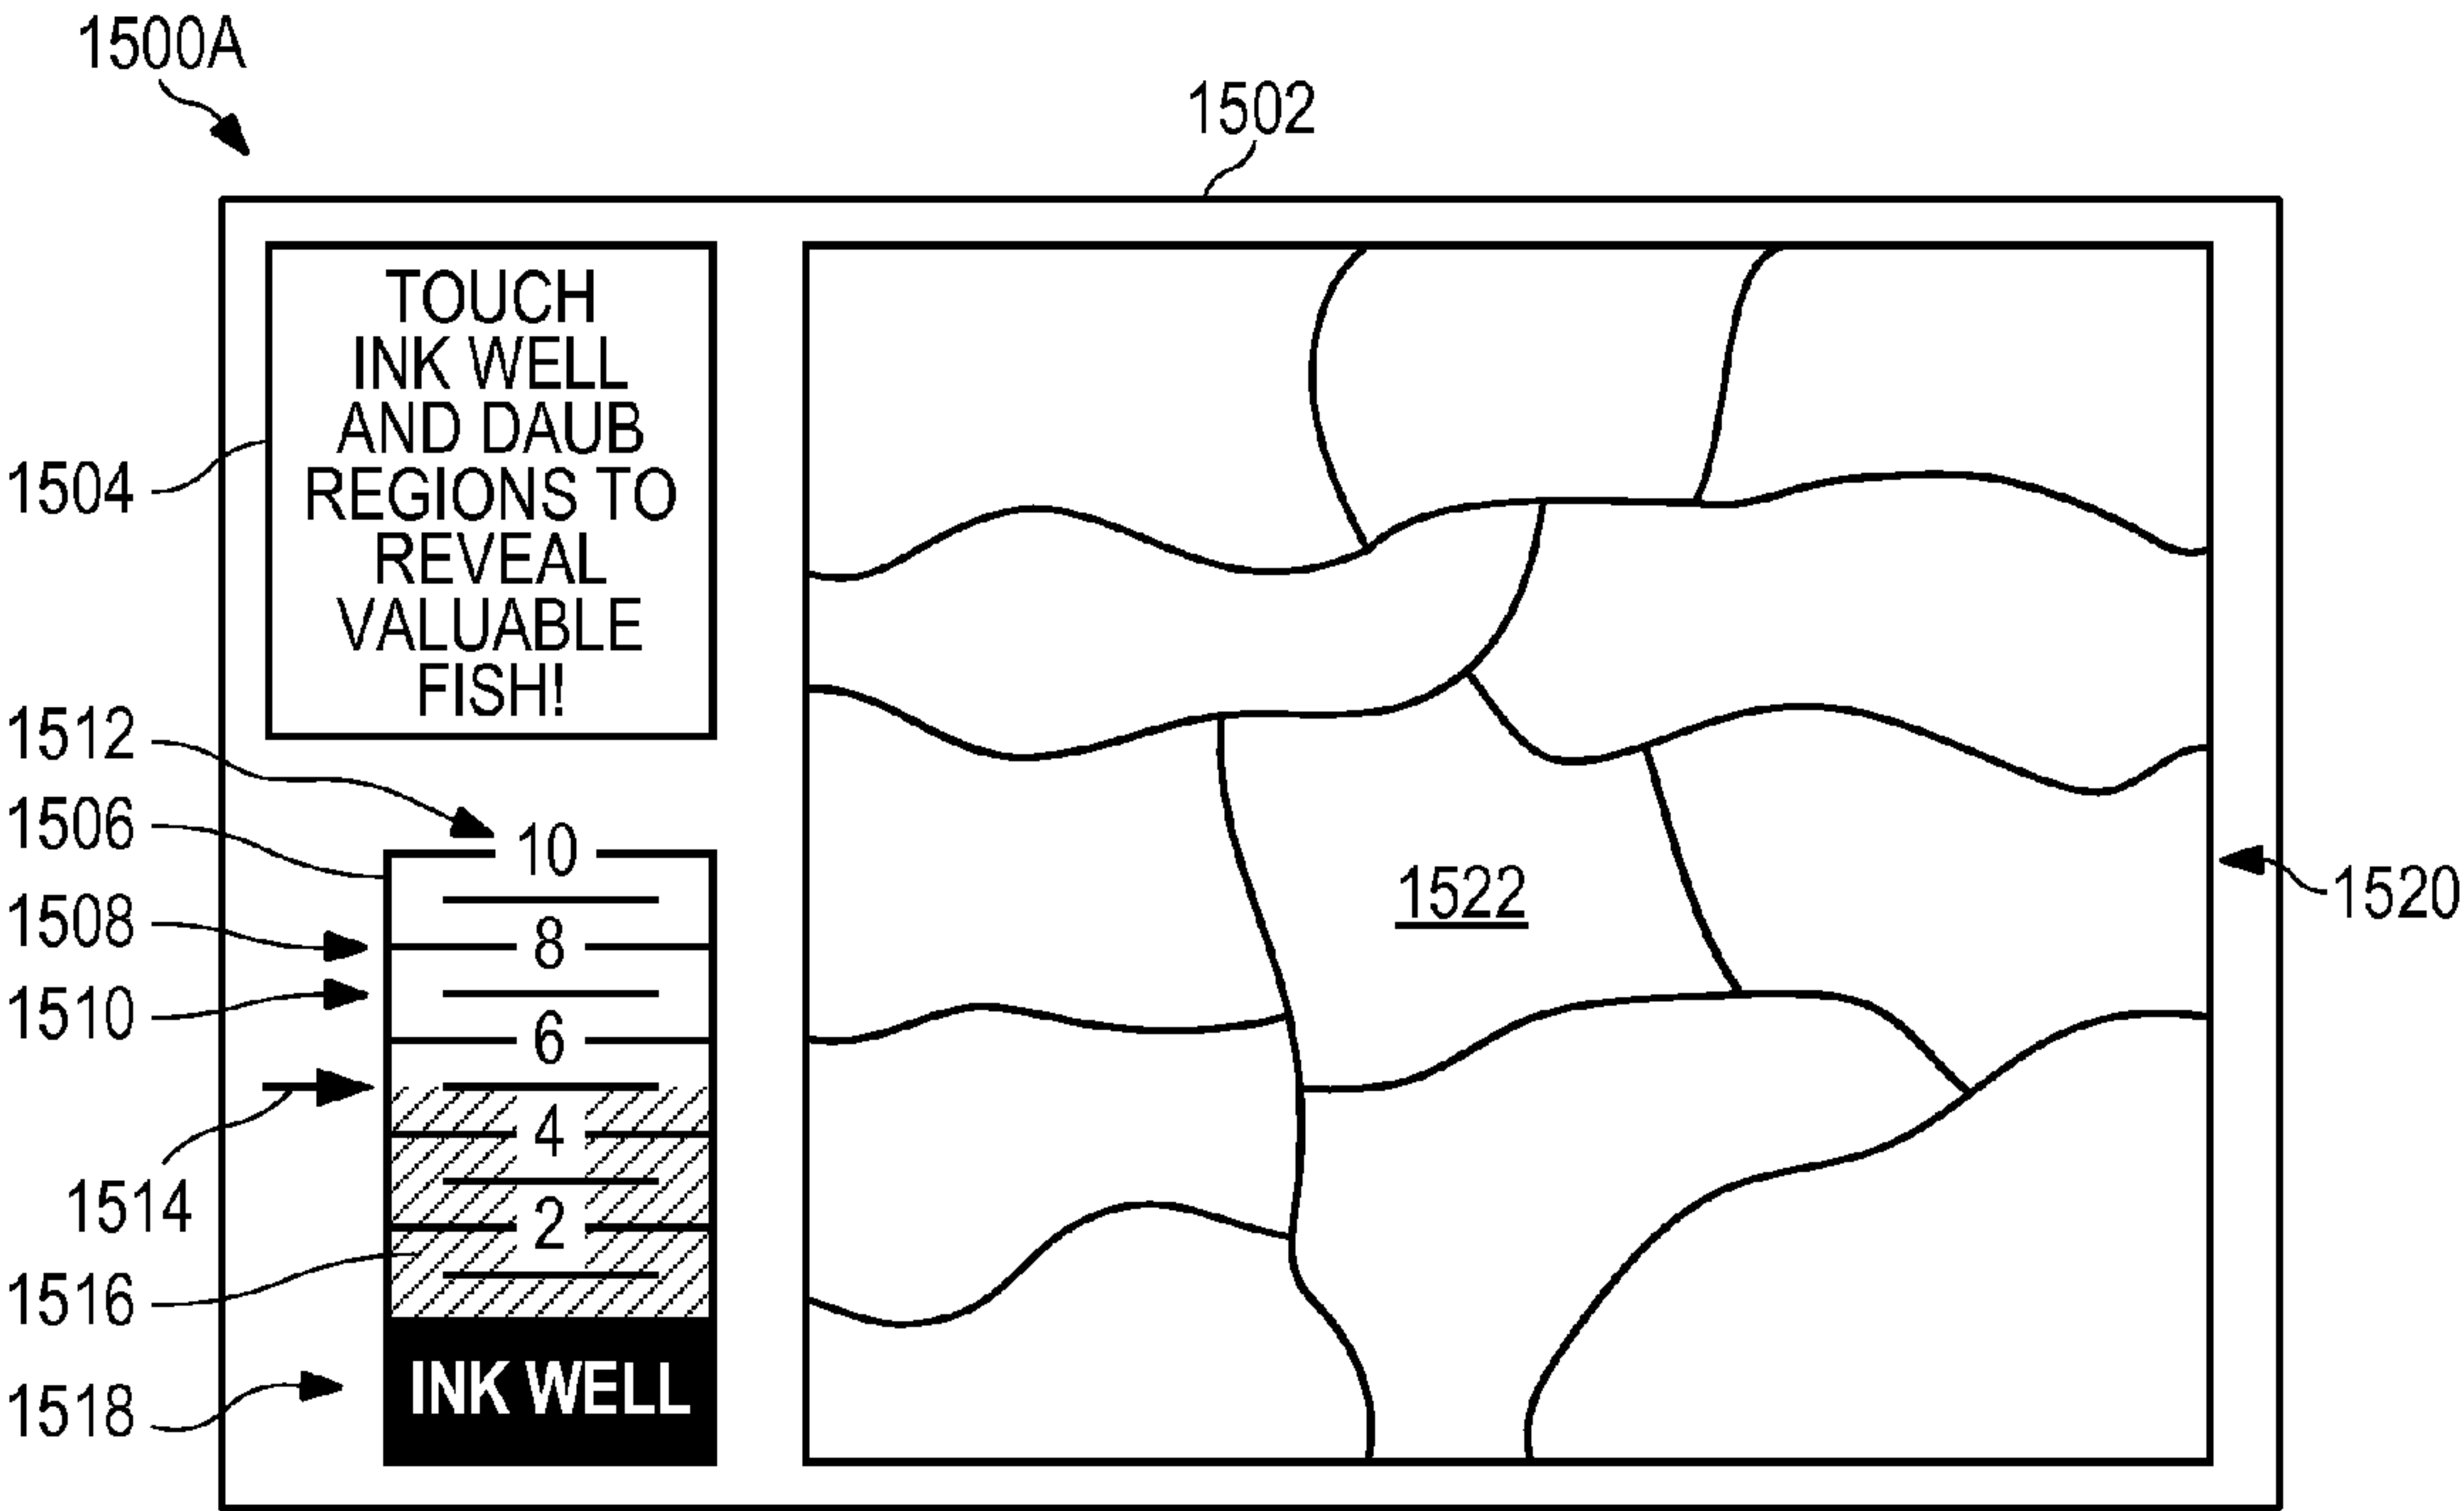 1500A
1502
TOUCH
INK WELL
AND DAUB
REGIONS TO
REVEAL
VALUABLE
FISH!
1504
1512
1506
1508
1510
1514
1516
1518
10
8
6
4
2
INK WELL
1522
1520